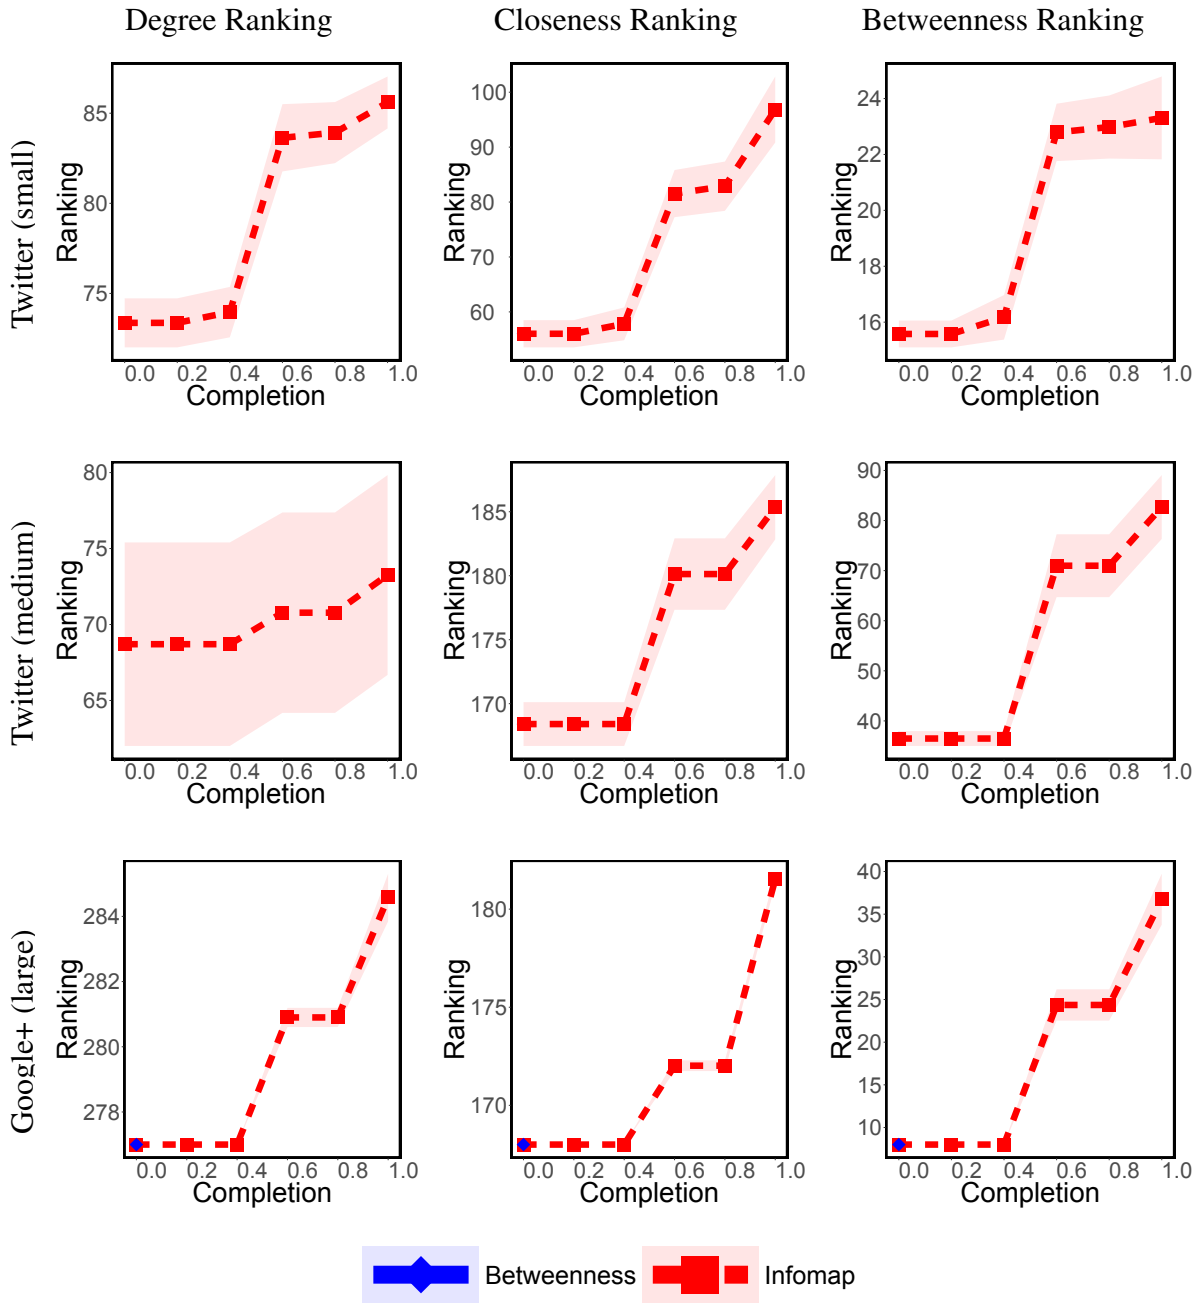 Degree Ranking
Closeness Ranking
Betweenness Ranking
Twitter (small)
Ranking
85
80
75
0.0 0.2 0.4 0.6 0.8 1.0
Completion
Ranking
100
90
80
70
60
0.0 0.2 0.4 0.6 0.8 1.0
Completion
Ranking
24
22
20
18
16
0.0 0.2 0.4 0.6 0.8 1.0
Completion
Twitter (medium)
Ranking
80
75
70
65
0.0 0.2 0.4 0.6 0.8 1.0
Completion
Ranking
185
180
175
170
0.0 0.2 0.4 0.6 0.8 1.0
Completion
Ranking
90
80
70
60
50
40
0.0 0.2 0.4 0.6 0.8 1.0
Completion
Google+ (large)
Ranking
284
282
280
278
0.0 0.2 0.4 0.6 0.8 1.0
Completion
Ranking
180
175
170
0.0 0.2 0.4 0.6 0.8 1.0
Completion
Ranking
40
35
30
25
20
15
10
0.0 0.2 0.4 0.6 0.8 1.0
Completion
Betweenness
Infomap